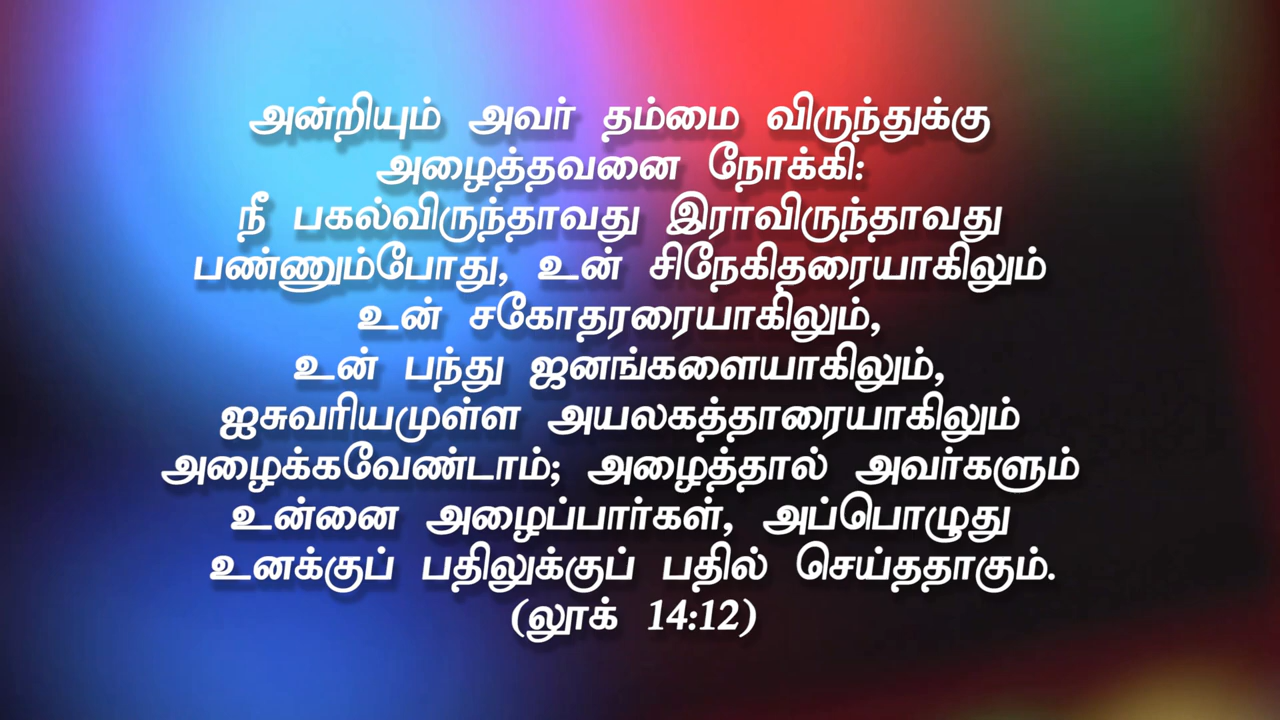 அன்றியும் அவர் தம்மை விருந்துக்கு
அழைத்தவனை நோக்கி:
நீ பகல்விருந்தாவது இராவிருந்தாவது
பண்ணும்போது, உன் சிநேகிதரையாகிலும்
உன் சகோதரரையாகிலும்,
உன் பந்து ஜனங்களையாகிலும்,
ஐசுவரியமுள்ள அயலகத்தாரையாகிலும்
அழைக்கவேண்டாம்; அழைத்தால் அவர்களும்
உன்னை அழைப்பார்கள், அப்பொழுது
உனக்குப் பதிலுக்குப் பதில் செய்ததாகும்.
(லூக் 14:12)